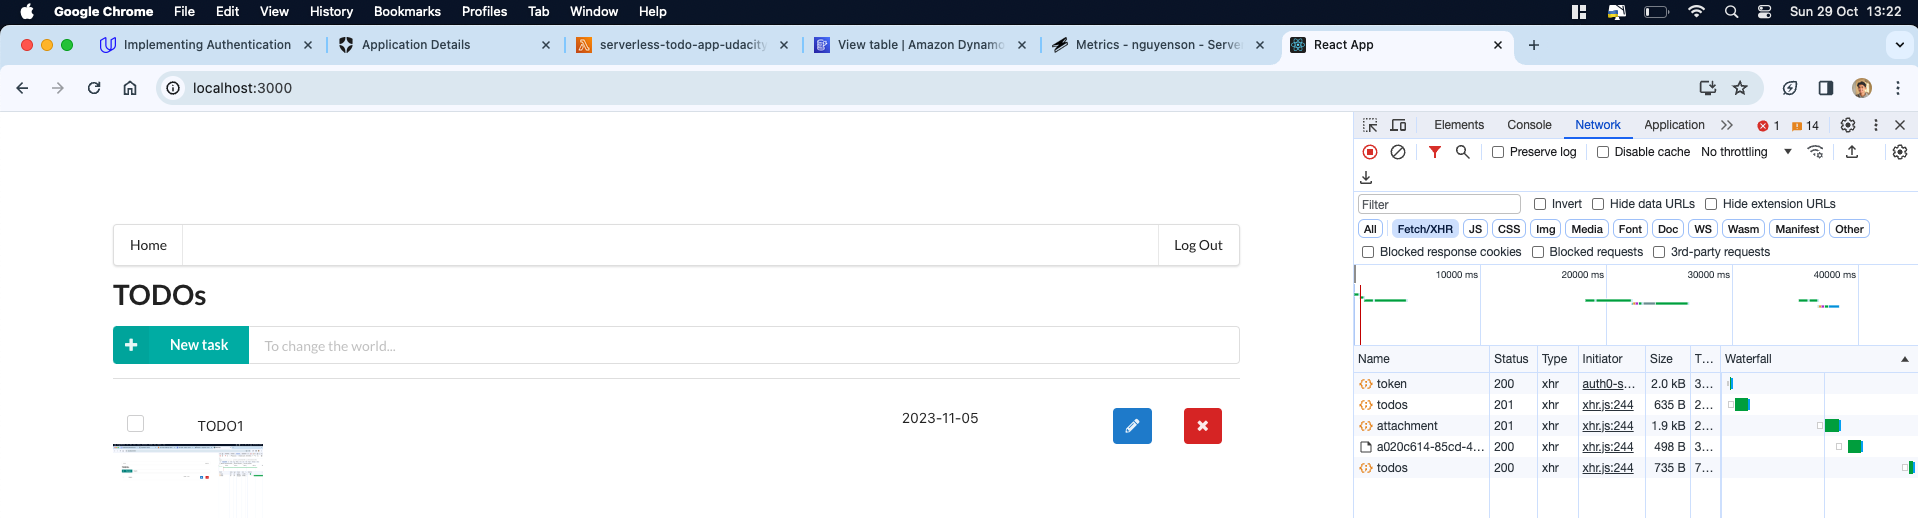 Google Chrome File Edit View History Bookmarks Profiles Tab Window Help Sun 29 Oct 13:22
Implementing Authentication Application Details serverless-todo-app-udacity View table | Amazon Dynamo Metrics - nguyenson - Server React App
localhost:3000
Elements Console Network Application 1 14
Preserve log Disable cache No throttling
Filter Invert Hide data URLs Hide extension URLs
All Fetch/XHR JS CSS Img Media Font Doc WS Wasm Manifest Other
Blocked response cookies Blocked requests 3rd-party requests
10000 ms 20000 ms 30000 ms 40000 ms
Name Status Type Initiator Size T... Waterfall
token 200 xhr auth0-s... 2.0 kB 3...
todos 201 xhr xhr.js:244 635 B 2...
attachment 201 xhr xhr.js:244 1.9 kB 2...
a020c614-85cd-4... 200 xhr xhr.js:244 498 B 3...
todos 200 xhr xhr.js:244 735 B 7...
Home Log Out
TODOs
New task To change the world...
TODO1 2023-11-05